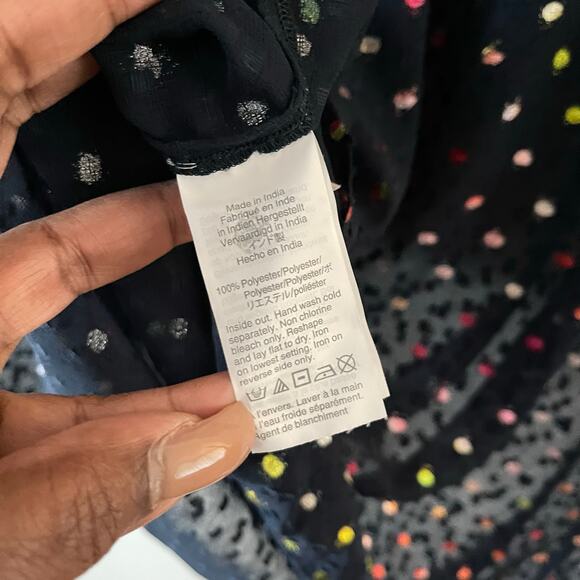 Made in India
Fabriqué en Inde
in Indien Hergestellt
Vervaardigd in India
インド製
Hecho en India
100% Polyester/Polyester/
Polyester/Polyester/ポ
リエステル/poliéster
Inside out. Hand wash cold
separately. Non chlorine
bleach only. Reshape
and lay flat to dry. Iron
on lowest setting. Iron on
reverse side only.
l'envers. Laver à la main
l'eau froide séparément.
Agent de blanchiment